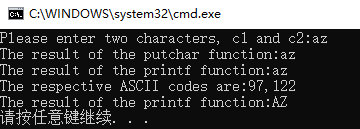 C:\WINDOWS\system32\cmd.exe
Please enter two characters, c1 and c2:az
The result of the putchar function:az
The result of the printf function:az
The respective ASCII codes are:97,122
The result of the printf function:AZ
请按任意键继续. . .